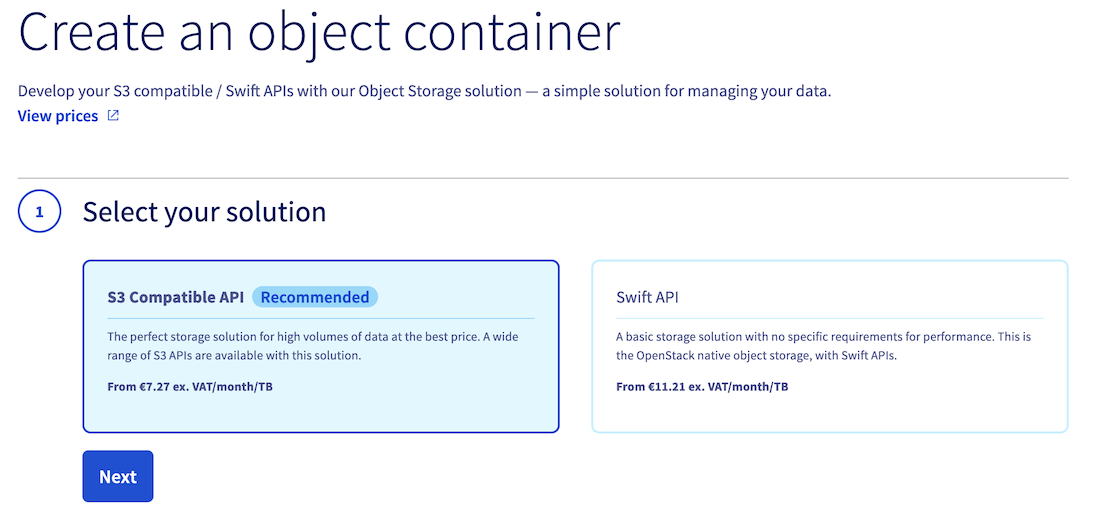 Create an object container
Develop your S3 compatible / Swift APIs with our Object Storage solution — a simple solution for managing your data.
View prices
1
Select your solution
S3 Compatible API Recommended
The perfect storage solution for high volumes of data at the best price. A wide
range of S3 APIs are available with this solution.
From €7.27 ex. VAT/month/TB
Swift API
A basic storage solution with no specific requirements for performance. This is
the OpenStack native object storage, with Swift APIs.
From €11.21 ex. VAT/month/TB
Next